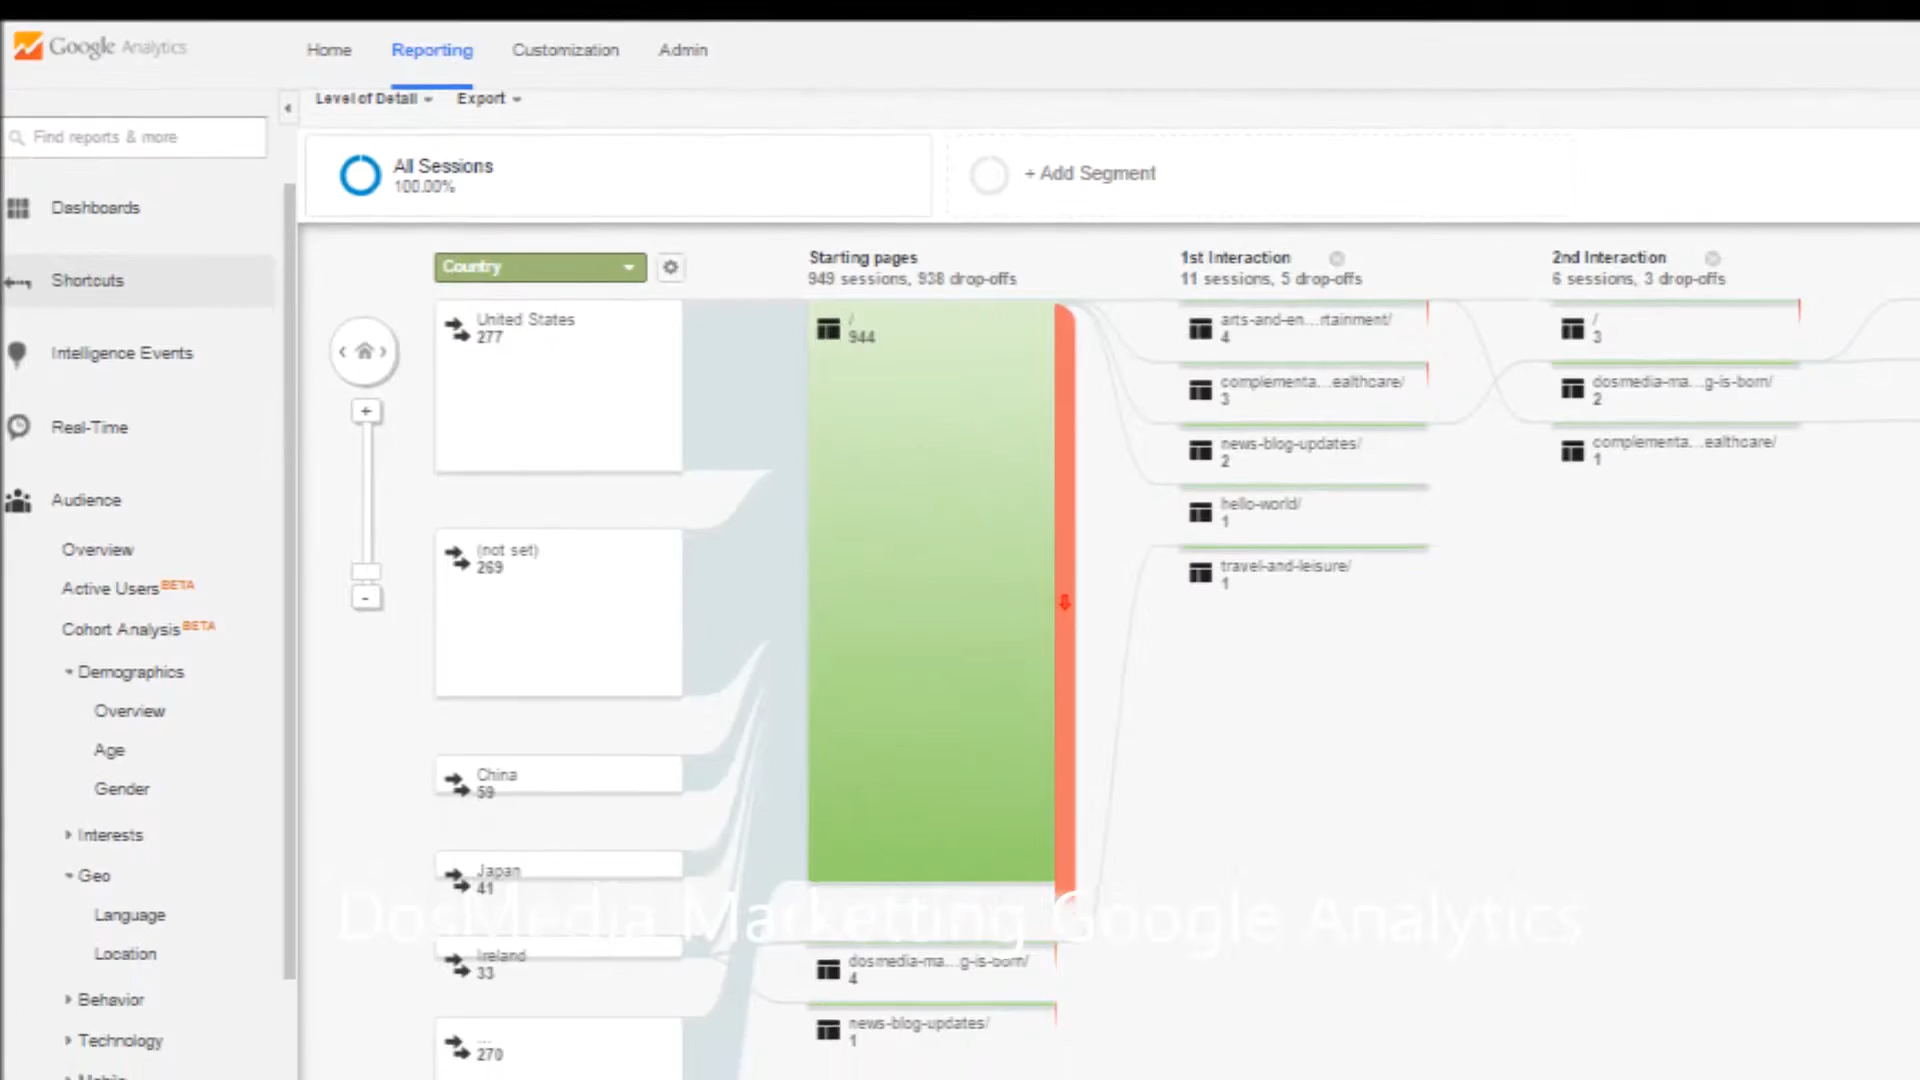 Google Analytics
Home
Reporting
Customization
Admin
Level of Detail
Export
Find reports & more
All Sessions
100.00%
+ Add Segment
Dashboards
Shortcuts
Intelligence Events
Real-Time
Audience
Overview
Active Users BETA
Cohort Analysis BETA
Demographics
Overview
Age
Gender
Interests
Geo
Language
Location
Behavior
Technology
Mobile
Country
United States
277
(not set)
269
China
59
Japan
41
Ireland
33
...
270
Starting pages
949 sessions, 938 drop-offs
/
944
dosmedia-ma...g-is-born/
4
news-blog-updates/
1
1st Interaction
11 sessions, 5 drop-offs
arts-and-en...rtainment/
4
complementa...ealthcare/
3
news-blog-updates/
2
hello-world/
1
travel-and-leisure/
1
2nd Interaction
6 sessions, 3 drop-offs
/
3
dosmedia-ma...g-is-born/
2
complementa...ealthcare/
1
+
-
DosMedia Marketting Google Analytics